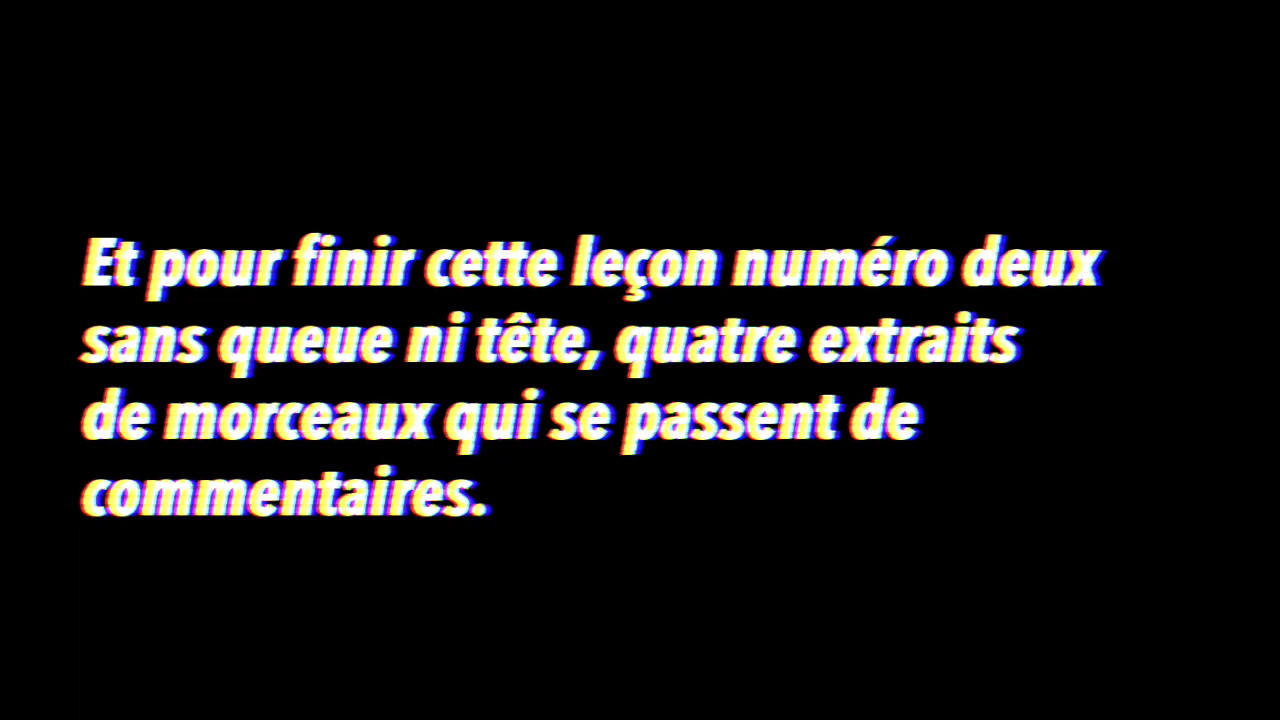 Et pour finir cette leçon numéro deux
sans queue ni tête, quatre extraits
de morceaux qui se passent de
commentaires.